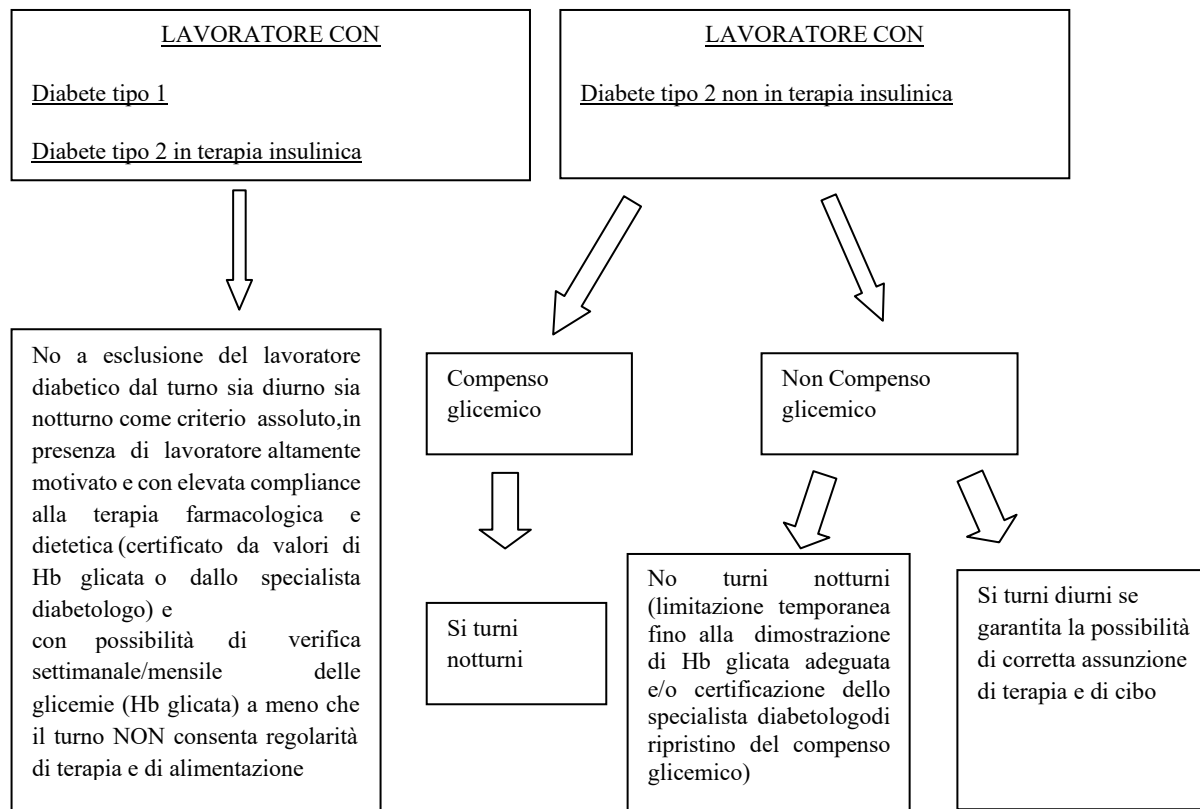 LAVORATORE CON
Diabete tipo 1
Diabete tipo 2 in terapia insulinica
LAVORATORE CON
Diabete tipo 2 non in terapia insulinica
No a esclusione del lavoratore
diabetico dal turno sia diurno sia
notturno come criterio assoluto,in
presenza di lavoratore altamente
motivato e con elevata compliance
alla terapia farmacologica e
dietetica (certificato da valori di
Hb glicata o dallo specialista
diabetologo) e
con possibilità di verifica
settimanale/mensile delle
glicemie (Hb glicata) a meno che
il turno NON consenta regolarità
di terapia e di alimentazione
Compenso
glicemico
Non Compenso
glicemico
Si turni
notturni
No turni notturni
(limitazione temporanea
fino alla dimostrazione
di Hb glicata adeguata
e/o certificazione dello
specialista diabetologodi
ripristino del compenso
glicemico)
Si turni diurni se
garantita la possibilità
di corretta assunzione
di terapia e di cibo